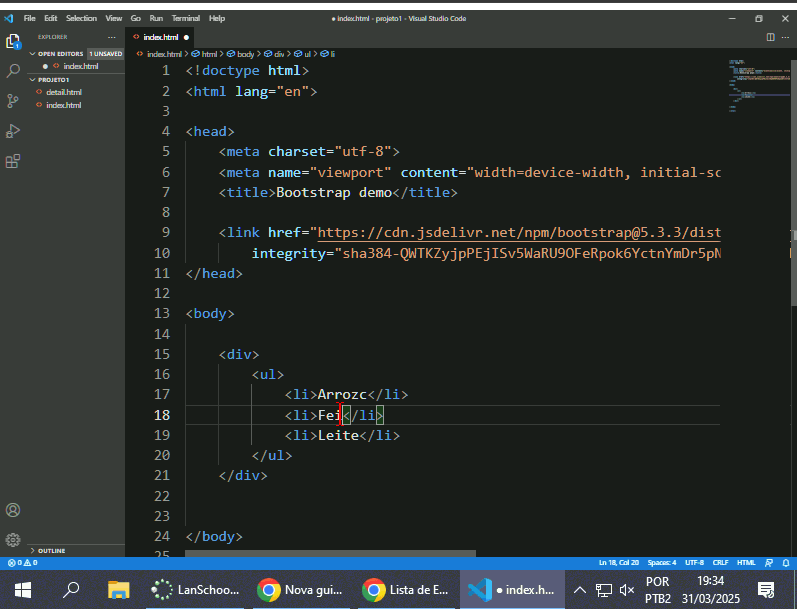 File Edit Selection View Go Run Terminal Help
● index.html - projeto1 - Visual Studio Code
EXPLORER ...
OPEN EDITORS 1 UNSAVED
● index.html
PROJETO1
detail.html
index.html
OUTLINE
index.html ●
index.html > html > body > div > ul > li
1 <!doctype html>
2 <html lang="en">
3
4 <head>
5 <meta charset="utf-8">
6 <meta name="viewport" content="width=device-width, initial-sc
7 <title>Bootstrap demo</title>
8
9 <link href="https://cdn.jsdelivr.net/npm/bootstrap@5.3.3/dist
10 integrity="sha384-QWTKZyjpPEjISv5WaRU9OFeRpok6YctnYmDr5pN
11 </head>
12
13 <body>
14
15 <div>
16 <ul>
17 <li>Arrozc</li>
18 <li>Fei</li>
19 <li>Leite</li>
20 </ul>
21 </div>
22
23
24 </body>
25
1
0 0
Ln 18, Col 20 Spaces: 4 UTF-8 CRLF HTML
LanSchoo... Nova gui... Lista de E... ● index.h...
POR
PTB2
19:34
31/03/2025